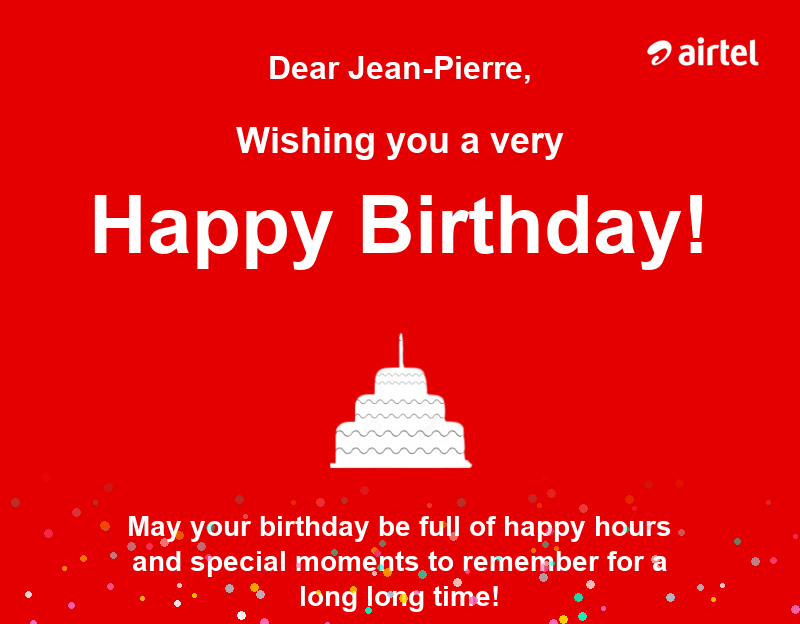 airtel
Dear Jean-Pierre,
Wishing you a very
Happy Birthday!
May your birthday be full of happy hours
and special moments to remember for a
long long time!